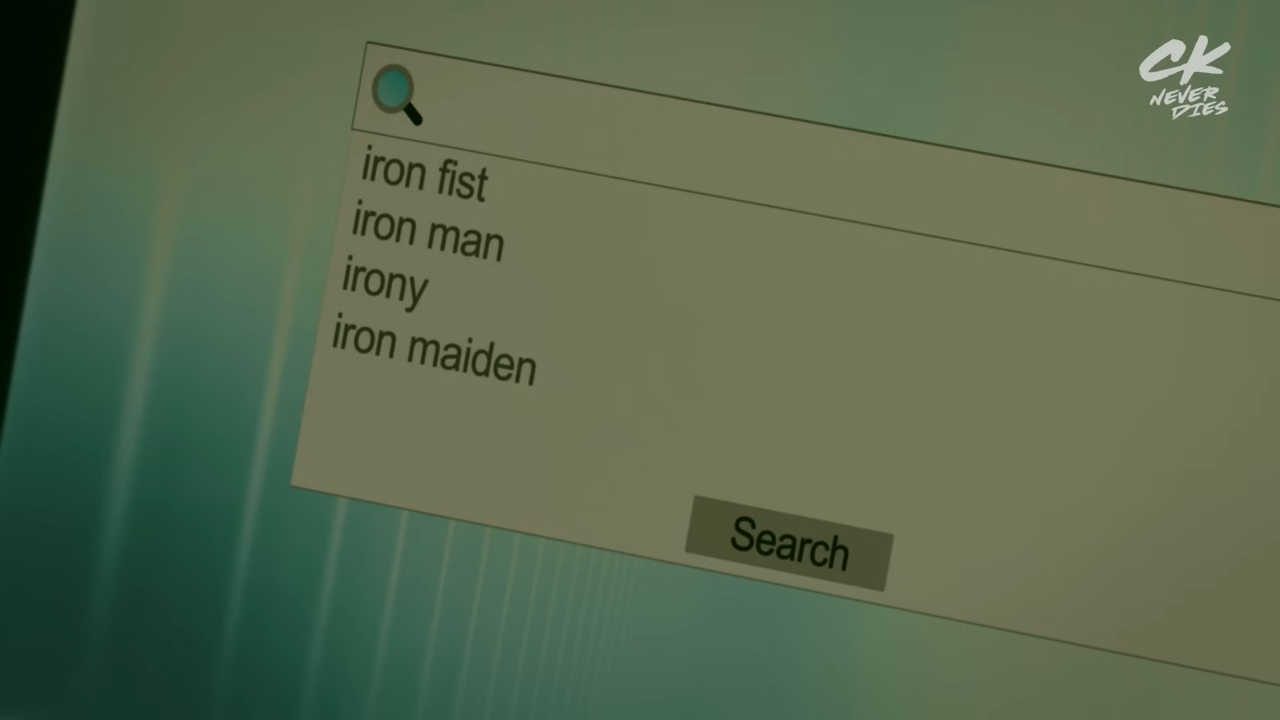 CK
NEVER
DIES
iron fist
iron man
irony
iron maiden
Search